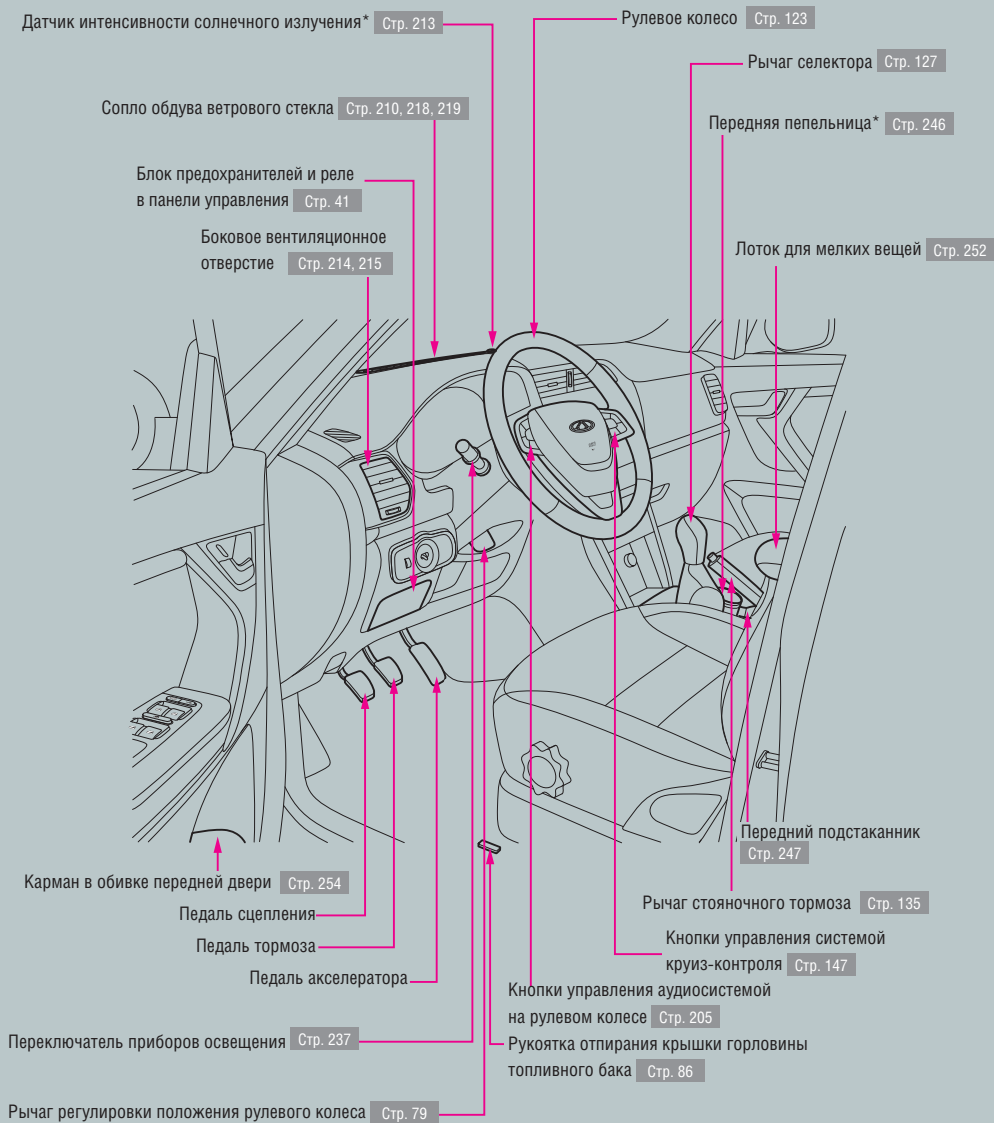 Датчик интенсивности солнечного излучения* Стр. 213
Рулевое колесо Стр. 123
Рычаг селектора Стр. 127
Сопло обдува ветрового стекла Стр. 210, 218, 219
Передняя пепельница* Стр. 246
Блок предохранителей и реле
в панели управления Стр. 41
Боковое вентиляционное
отверстие Стр. 214, 215
Лоток для мелких вещей Стр. 252
Передний подстаканник
Стр. 247
Карман в обивке передней двери Стр. 254
Рычаг стояночного тормоза Стр. 135
Педаль сцепления
Педаль тормоза
Кнопки управления системой
круиз-контроля Стр. 147
Педаль акселератора
Кнопки управления аудиосистемой
на рулевом колесе Стр. 205
Переключатель приборов освещения Стр. 237
Рукоятка отпирания крышки горловины
топливного бака Стр. 86
Рычаг регулировки положения рулевого колеса Стр. 79